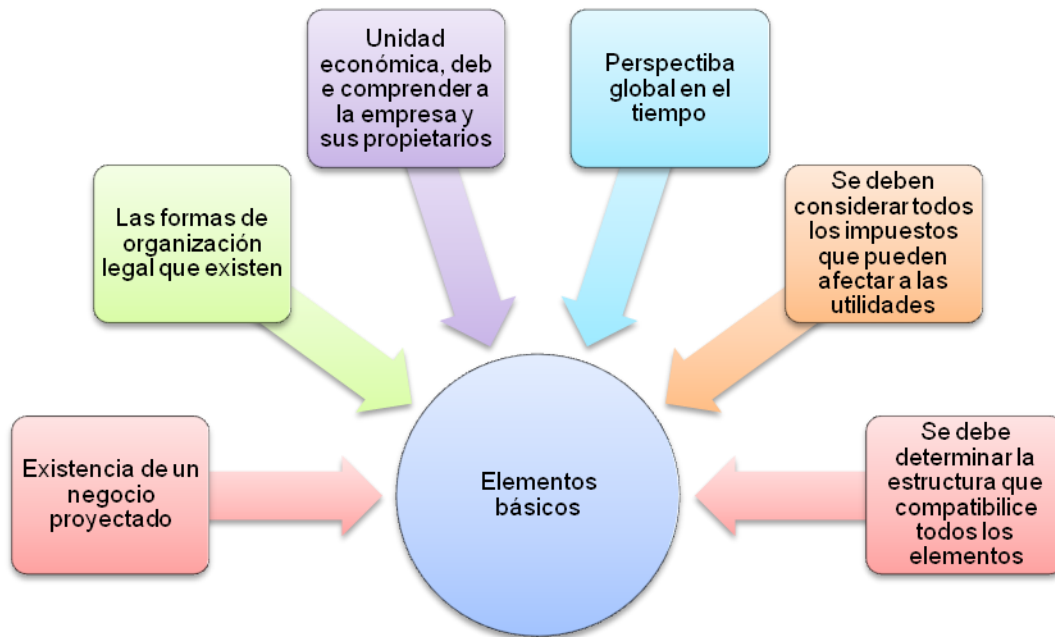 Unidad
económica, deb
e comprender a
la empresa y
sus propietarios
Perspectiba
global en el
tiempo
Las formas de
organización
legal que existen
Se deben
considerar todos
los impuestos
que pueden
afectar a las
utilidades
Existencia de un
negocio
proyectado
Elementos
básicos
Se debe
determinar la
estructura que
compatibilice
todos los
elementos